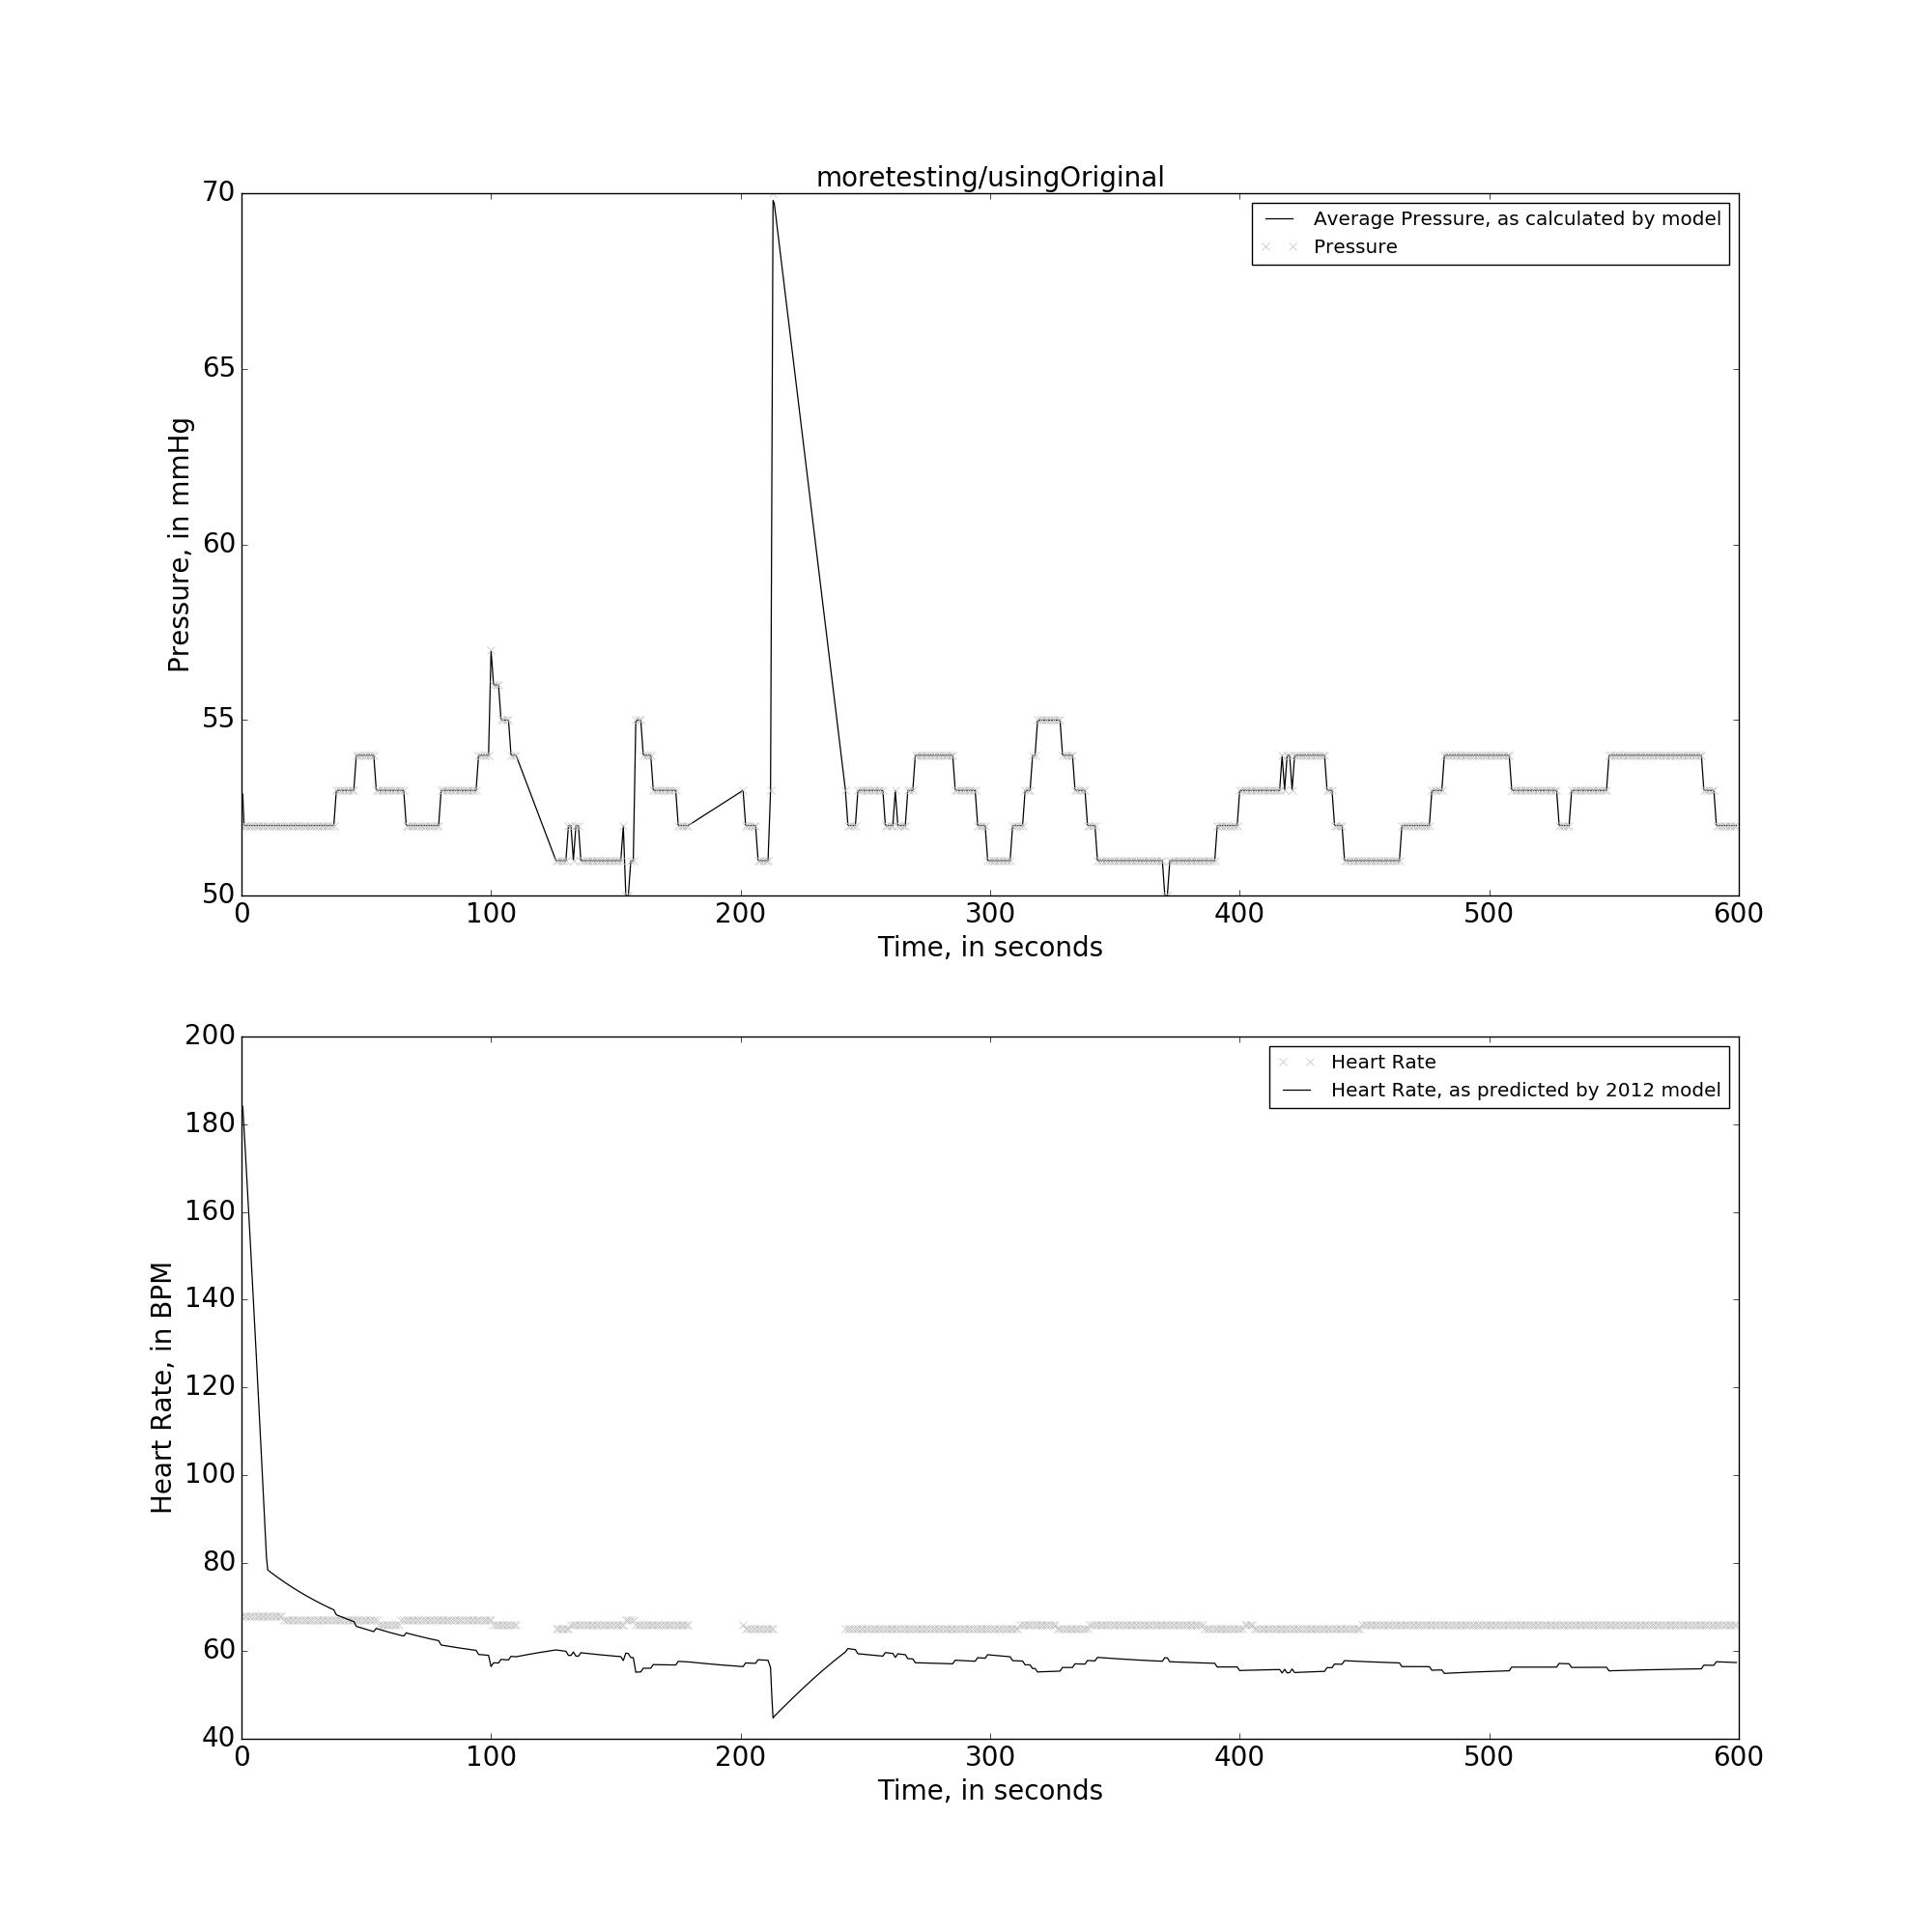 moretesting/usingOriginal
70
65
60
55
50
Pressure, in mmHg
Average Pressure, as calculated by model
Pressure
0 100 200 300 400 500 600
Time, in seconds
200
180
160
140
120
100
80
60
40
Heart Rate, in BPM
Heart Rate
Heart Rate, as predicted by 2012 model
0 100 200 300 400 500 600
Time, in seconds